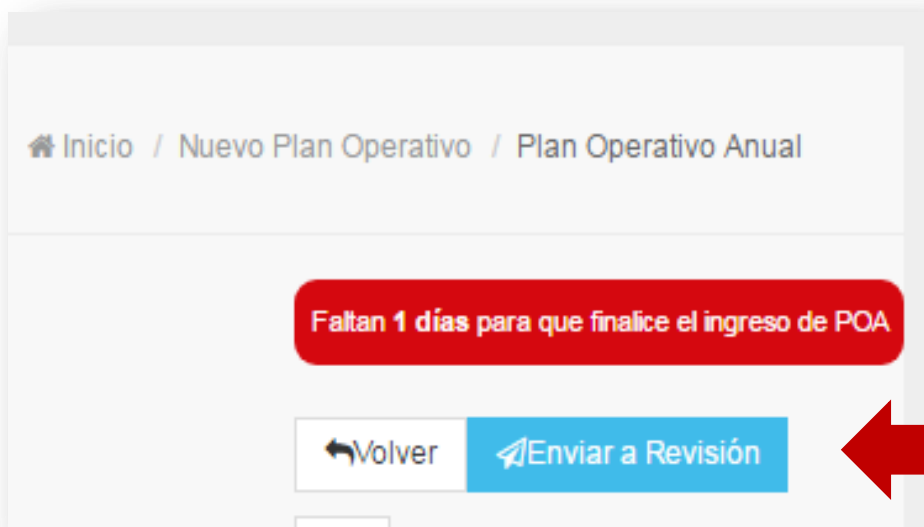 Inicio / Nuevo Plan Operativo / Plan Operativo Anual
Faltan 1 días para que finalice el ingreso de POA
Volver Enviar a Revisión